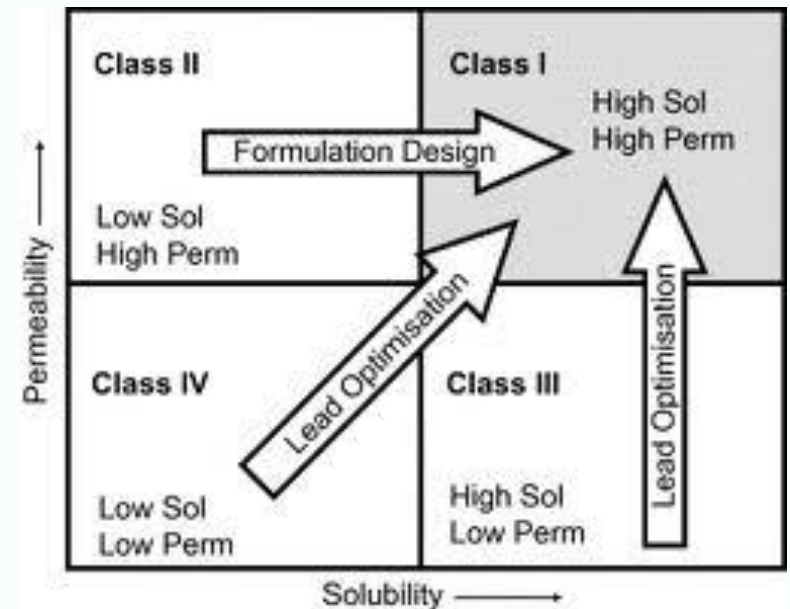 Class II
Class I
High Sol
High Perm
Formulation Design
Low Sol
High Perm
Permeability
Class IV
Lead Optimisation
Class III
Lead Optimisation
Low Sol
Low Perm
High Sol
Low Perm
Solubility